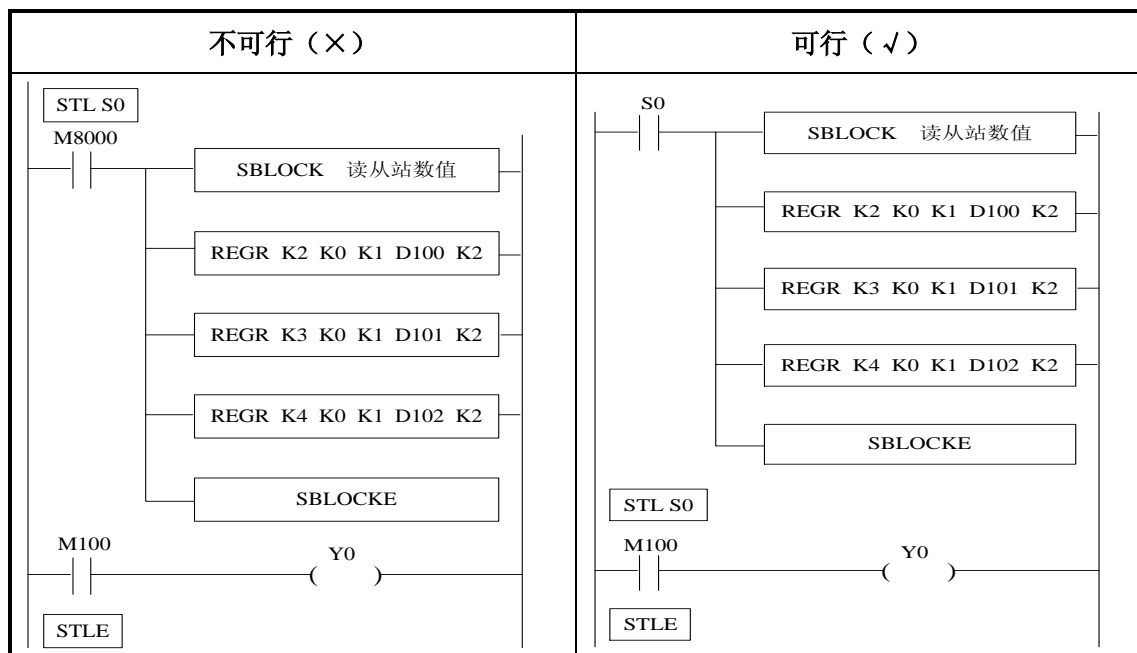 不可行（×）
可行（√）
STL S0
M8000
SBLOCK 读从站数值
REGR K2 K0 K1 D100 K2
REGR K3 K0 K1 D101 K2
REGR K4 K0 K1 D102 K2
SBLOCKE
M100
Y0
( )
STLE
S0
SBLOCK 读从站数值
REGR K2 K0 K1 D100 K2
REGR K3 K0 K1 D101 K2
REGR K4 K0 K1 D102 K2
SBLOCKE
STL S0
M100
Y0
( )
STLE